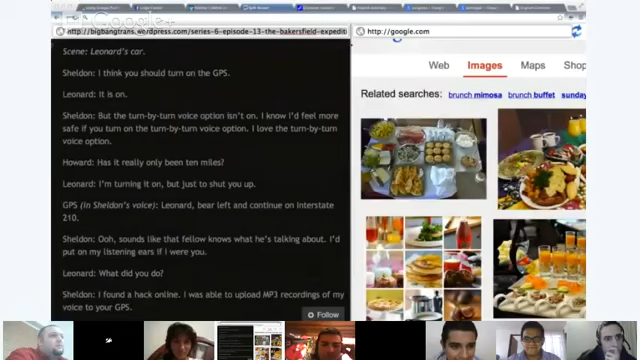 Google+
http://bigbangtrans.wordpress.com/series-6-episode-13-the-bakersfield-expedit
http://google.com
Scene: Leonard's car.
Sheldon: I think you should turn on the GPS.
Leonard: It is on.
Sheldon: But the turn-by-turn voice option isn't on. I know I'd feel more
safe if you turn on the turn-by-turn voice option. I love the turn-by-turn
voice option.
Howard: Has it really only been ten miles?
Leonard: I'm turning it on, but just to shut you up.
GPS (in Sheldon's voice): Leonard, bear left and continue on Interstate
210.
Sheldon: Ooh, sounds like that fellow knows what he's talking about. I'd
put on my listening ears if I were you.
Leonard: What did you do?
Sheldon: I found a hack online. I was able to upload MP3 recordings of my
voice to your GPS.
Follow
Web Images Maps Shop
Related searches: brunch mimosa brunch buffet sunday